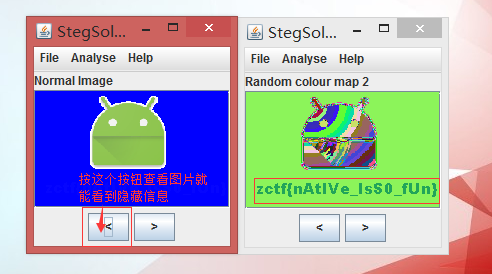 StegSol...
File Analyse Help
Normal Image
按这个按钮查看图片就
能看到隐藏信息
< >
StegSol...
File Analyse Help
Random colour map 2
zctf{nAtIVe_IsS0_fUn}
< >